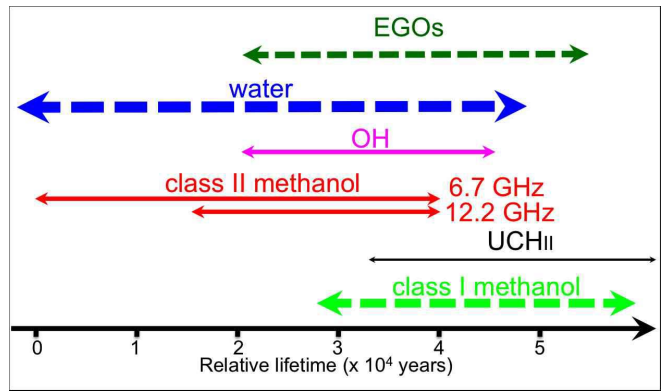 EGOs
water
OH
class II methanol 6.7 GHz
12.2 GHz
UCHII
class I methanol
0 1 2 3 4 5
Relative lifetime (x 10⁴ years)